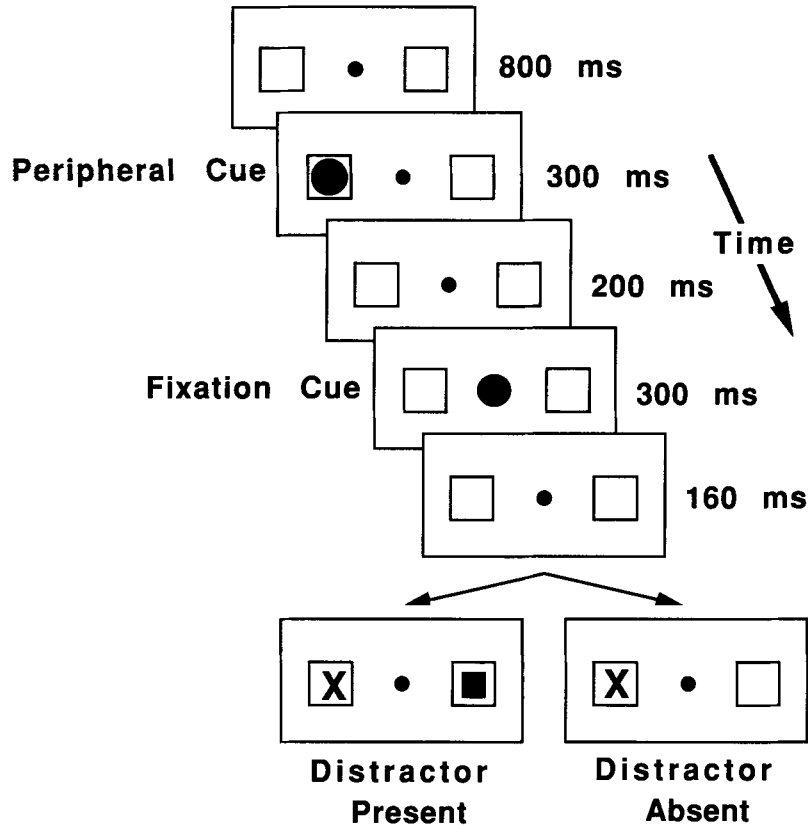 800 ms
Peripheral Cue
300 ms
Time
200 ms
Fixation Cue
300 ms
160 ms
X
X
Distractor
Present
Distractor
Absent